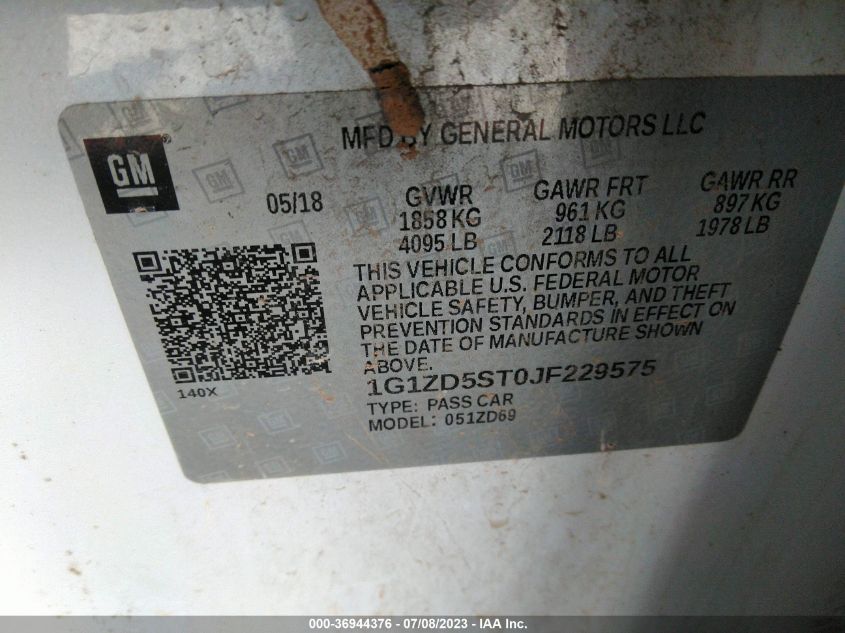 GM
MFD BY GENERAL MOTORS LLC
05/18 GVWR GAWR FRT GAWR RR
1858 KG 961 KG 897 KG
4095 LB 2118 LB 1978 LB
THIS VEHICLE CONFORMS TO ALL
APPLICABLE U.S. FEDERAL MOTOR
VEHICLE SAFETY, BUMPER, AND THEFT
PREVENTION STANDARDS IN EFFECT ON
THE DATE OF MANUFACTURE SHOWN
ABOVE.
1G1ZD5ST0JF229575
140X
TYPE: PASS CAR
MODEL: 051ZD69
000-36944376 - 07/08/2023 - IAA Inc.